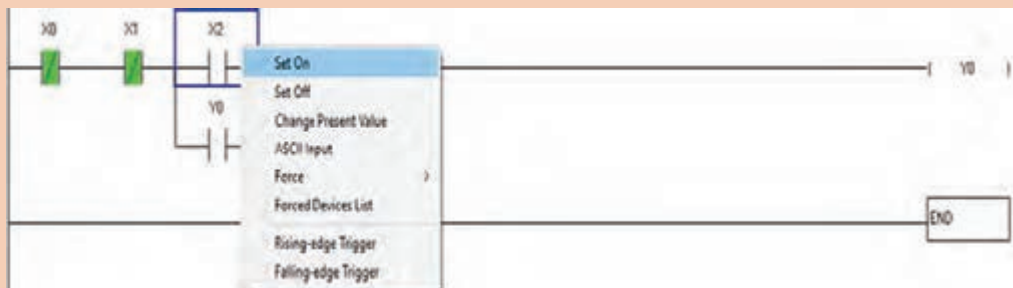 X0 X1 X2
Set On
( Y0 )
Set Off
Y0
Change Present Value
ASCII Input
Force >
Forced Devices List
END
Rising-edge Trigger
Falling-edge Trigger